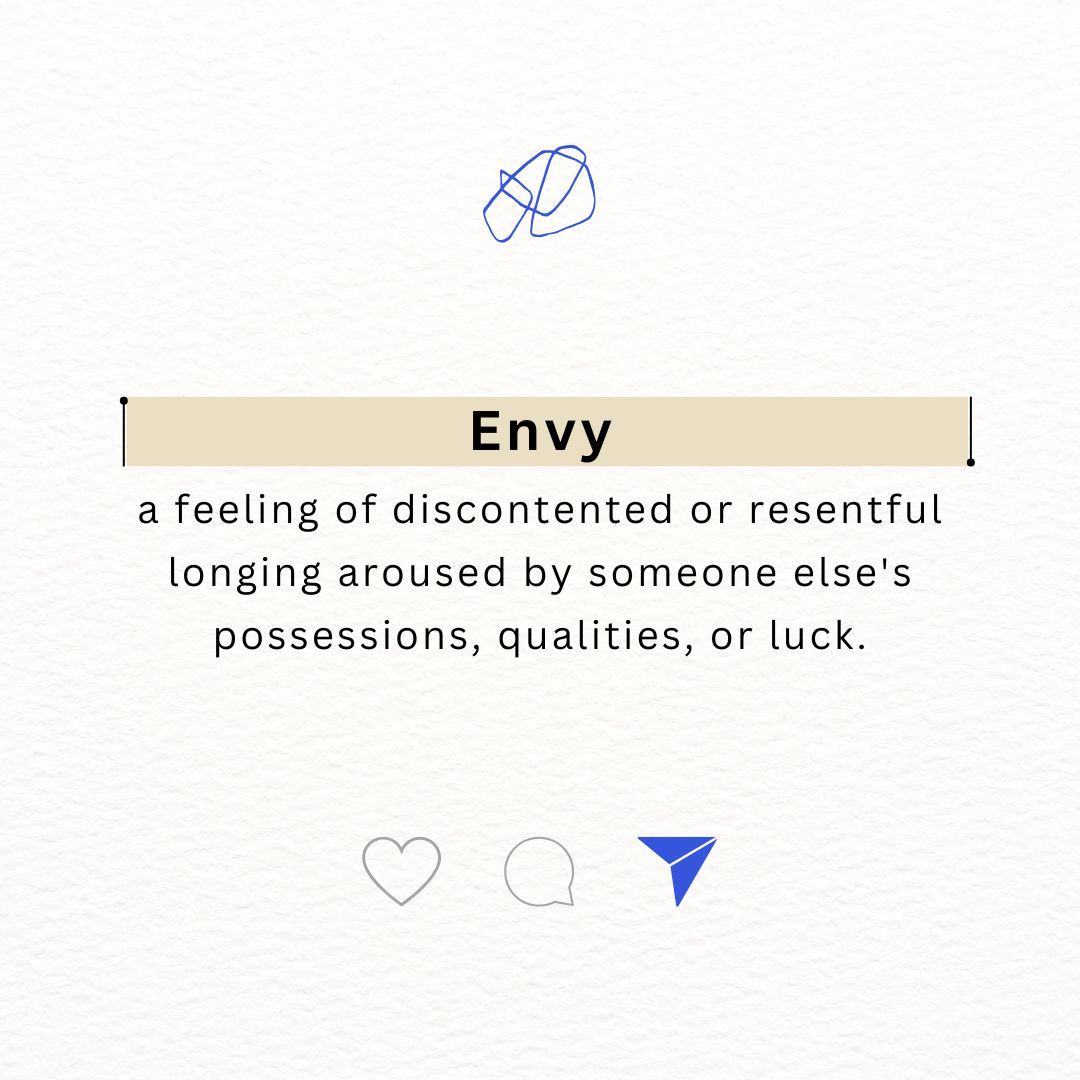 Envy
a feeling of discontented or resentful
longing aroused by someone else's
possessions, qualities, or luck.